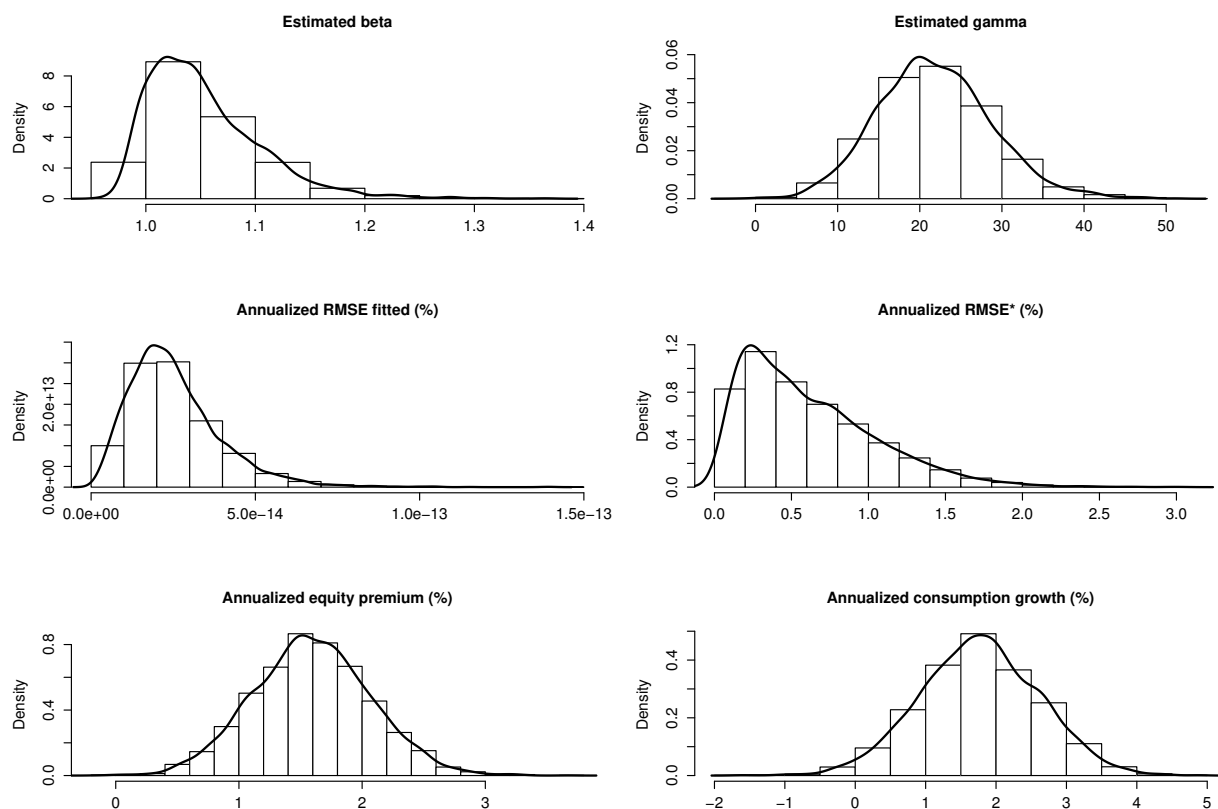 Estimated beta
Density
0 2 4 6 8
1.0 1.1 1.2 1.3 1.4
Estimated gamma
Density
0.00 0.02 0.04 0.06
0 10 20 30 40 50
Annualized RMSE fitted (%)
Density
0.0e+00 2.0e+13
0.0e+00 5.0e−14 1.0e−13 1.5e−13
Annualized RMSE* (%)
Density
0.0 0.4 0.8 1.2
0.0 0.5 1.0 1.5 2.0 2.5 3.0
Annualized equity premium (%)
Density
0.0 0.4 0.8
0 1 2 3
Annualized consumption growth (%)
Density
0.0 0.2 0.4
−2 −1 0 1 2 3 4 5